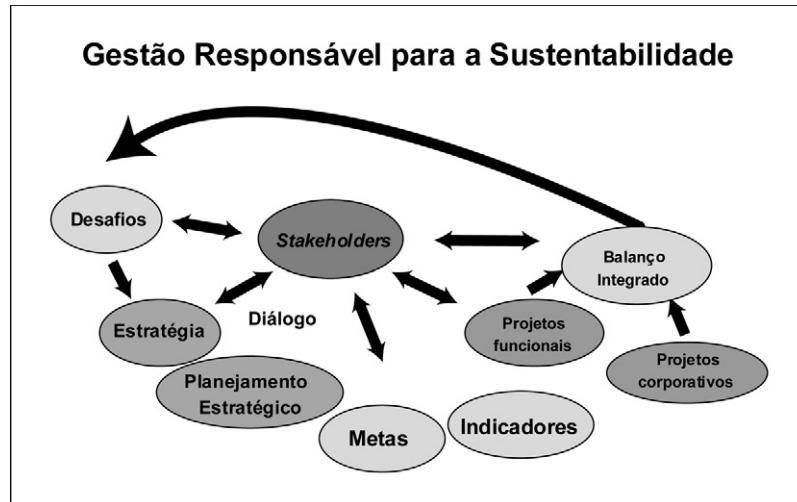 Gestão Responsável para a Sustentabilidade
Desafios
Stakeholders
Balanço
Integrado
Estratégia
Diálogo
Projetos
funcionais
Planejamento
Estratégico
Projetos
corporativos
Metas
Indicadores